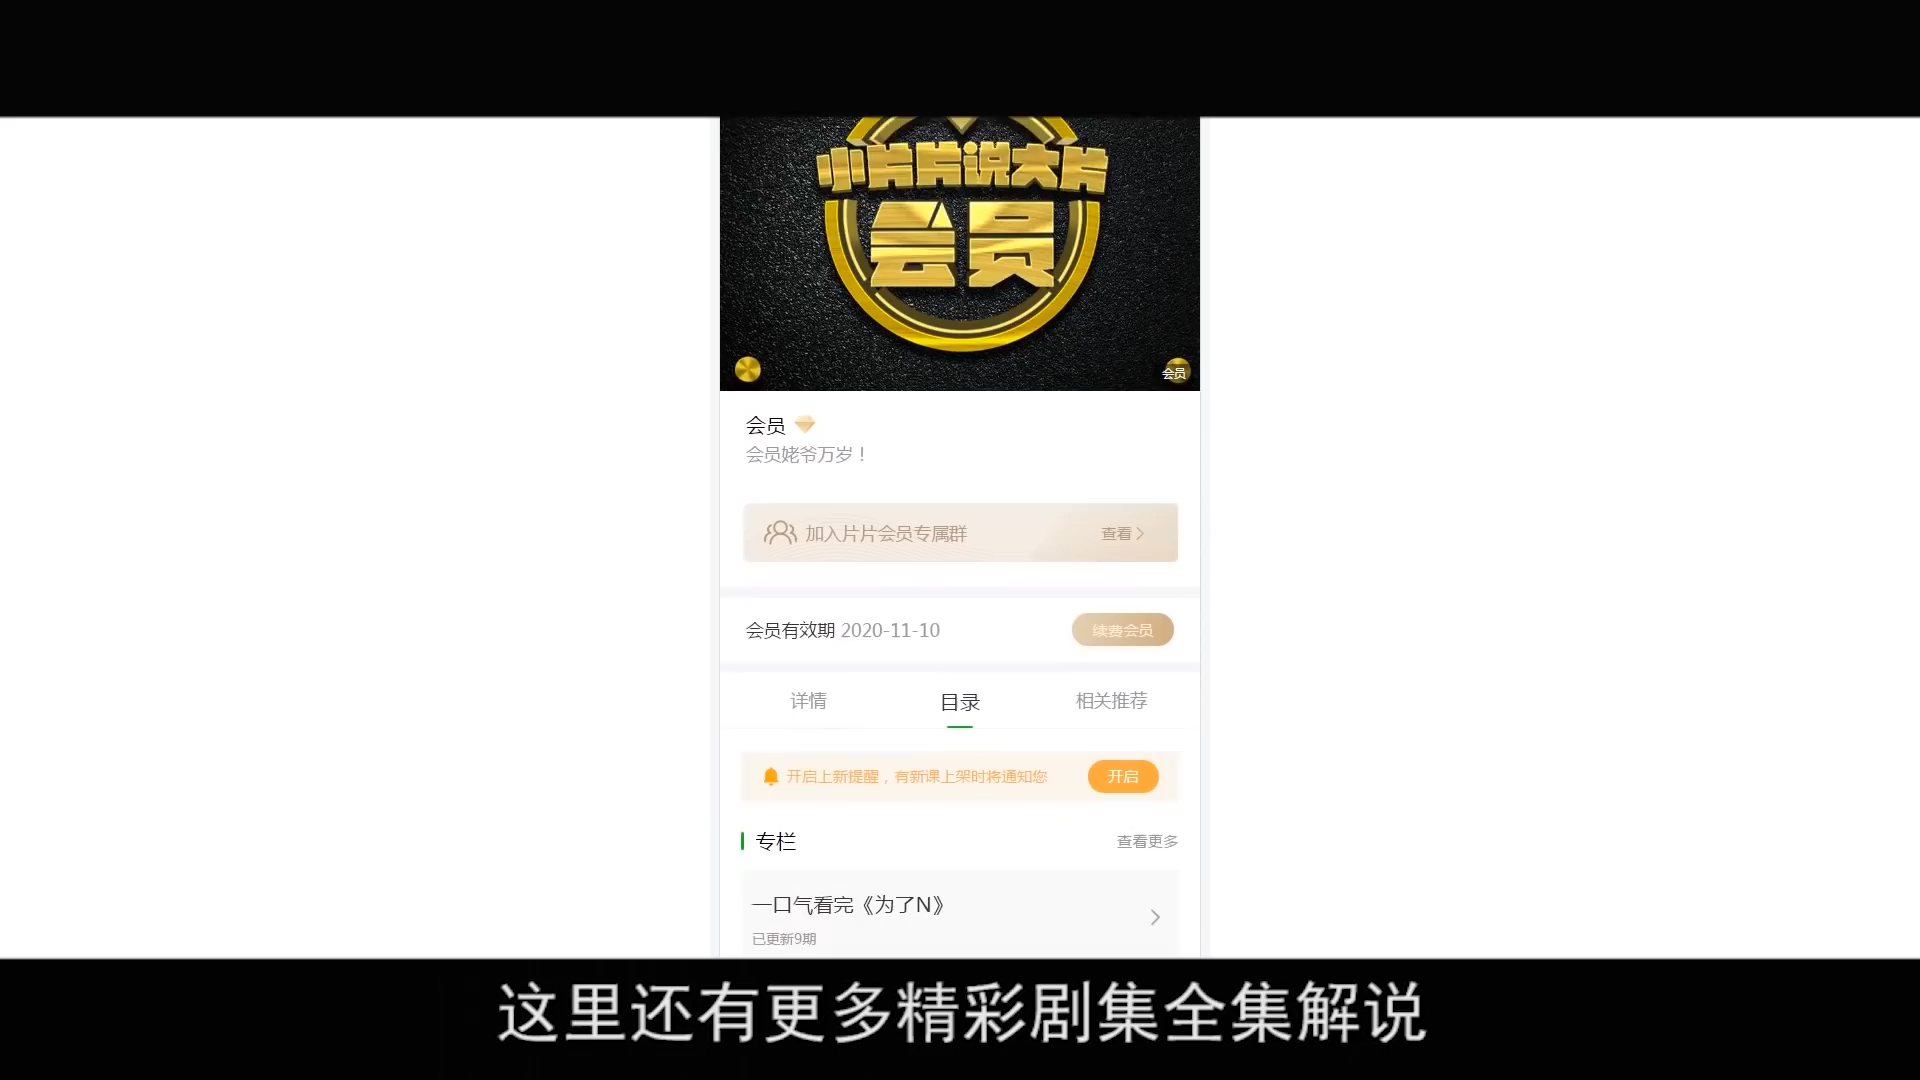 小片片说大片
会员
会员
会员
会员姥爷万岁！
加入片片会员专属群
查看
会员有效期 2020-11-10
续费会员
详情
目录
相关推荐
开启上新提醒，有新课上架时将通知您
开启
专栏
查看更多
一口气看完《为了N》
已更新9期
这里还有更多精彩剧集全集解说